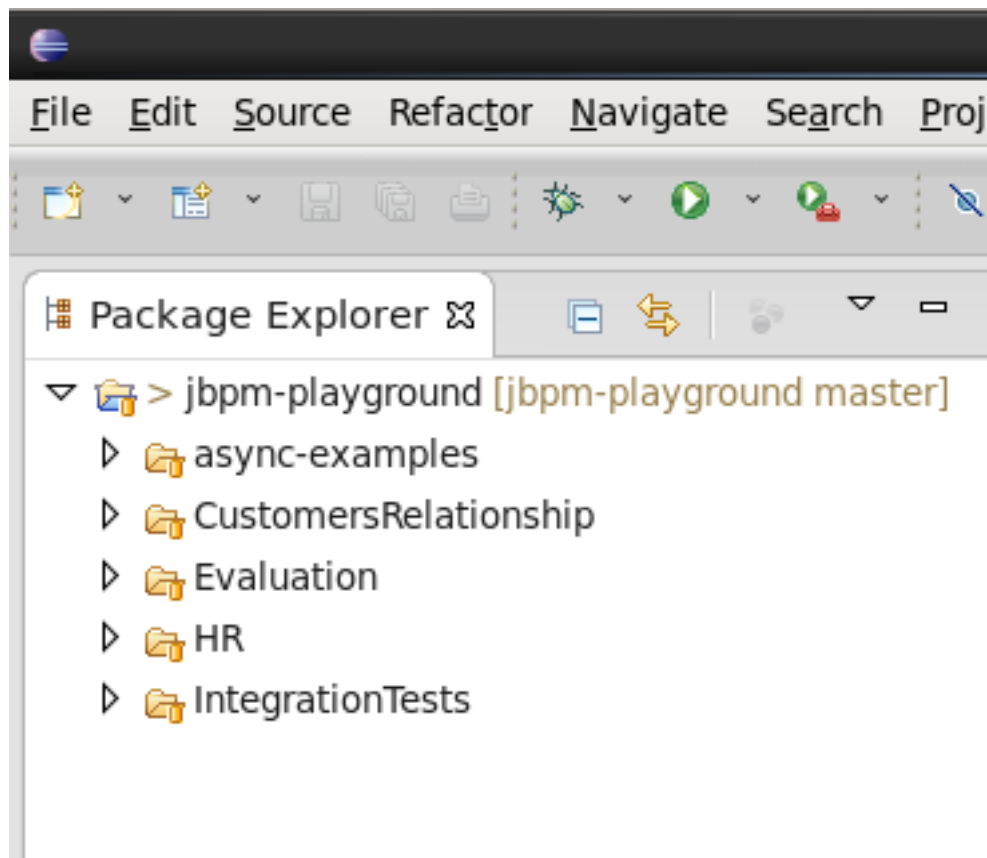 File Edit Source Refactor Navigate Search Proj
Package Explorer
> jbpm-playground [jbpm-playground master]
async-examples
CustomersRelationship
Evaluation
HR
IntegrationTests